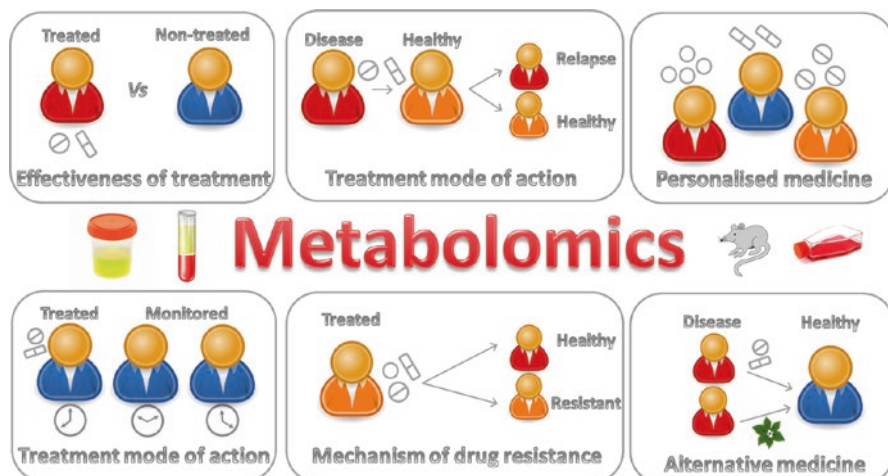 Treated
Non-treated
Vs
Effectiveness of treatment
Disease
Healthy
Relapse
Healthy
Treatment mode of action
Personalised medicine
Metabolomics
Treated
Monitored
Treatment mode of action
Treated
Healthy
Resistant
Mechanism of drug resistance
Disease
Healthy
Alternative medicine